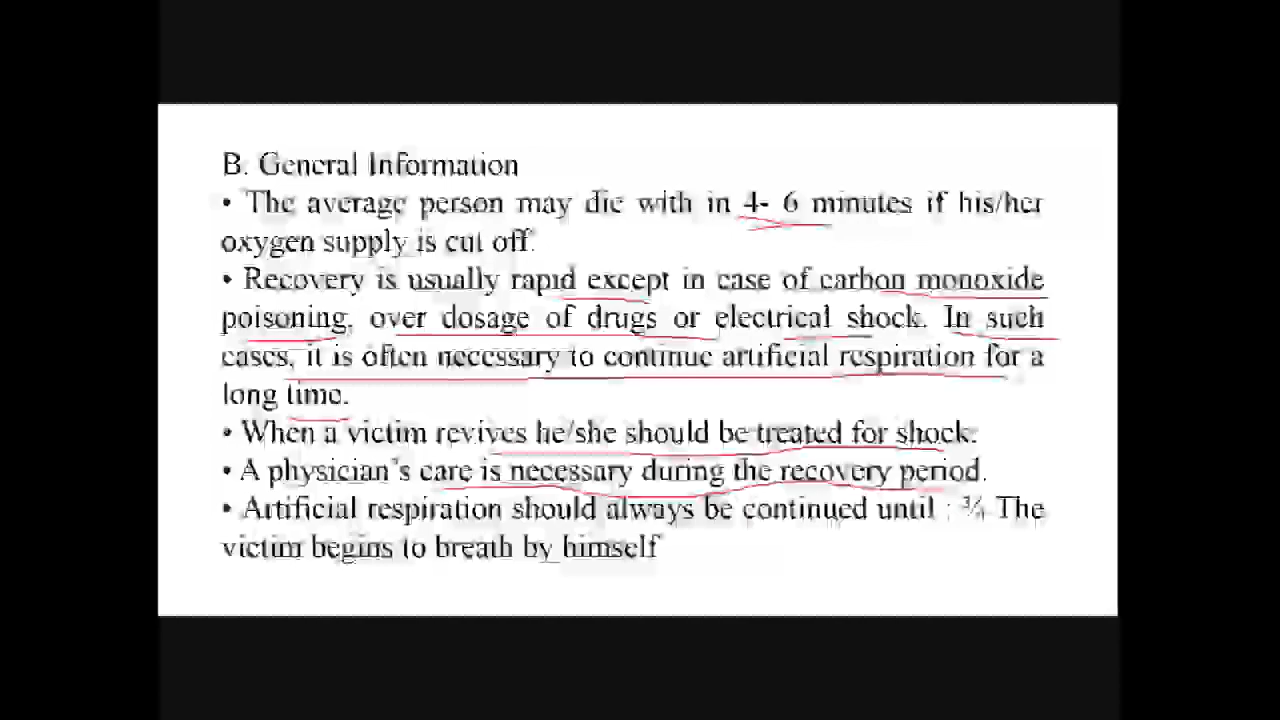 B. General Information
• The average person may die with in 4- 6 minutes if his/her
oxygen supply is cut off.
• Recovery is usually rapid except in case of carbon monoxide
poisoning, over dosage of drugs or electrical shock. In such
cases, it is often necessary to continue artificial respiration for a
long time.
• When a victim revives he/she should be treated for shock.
• A physician's care is necessary during the recovery period.
• Artificial respiration should always be continued until : ¾ The
victim begins to breath by himself